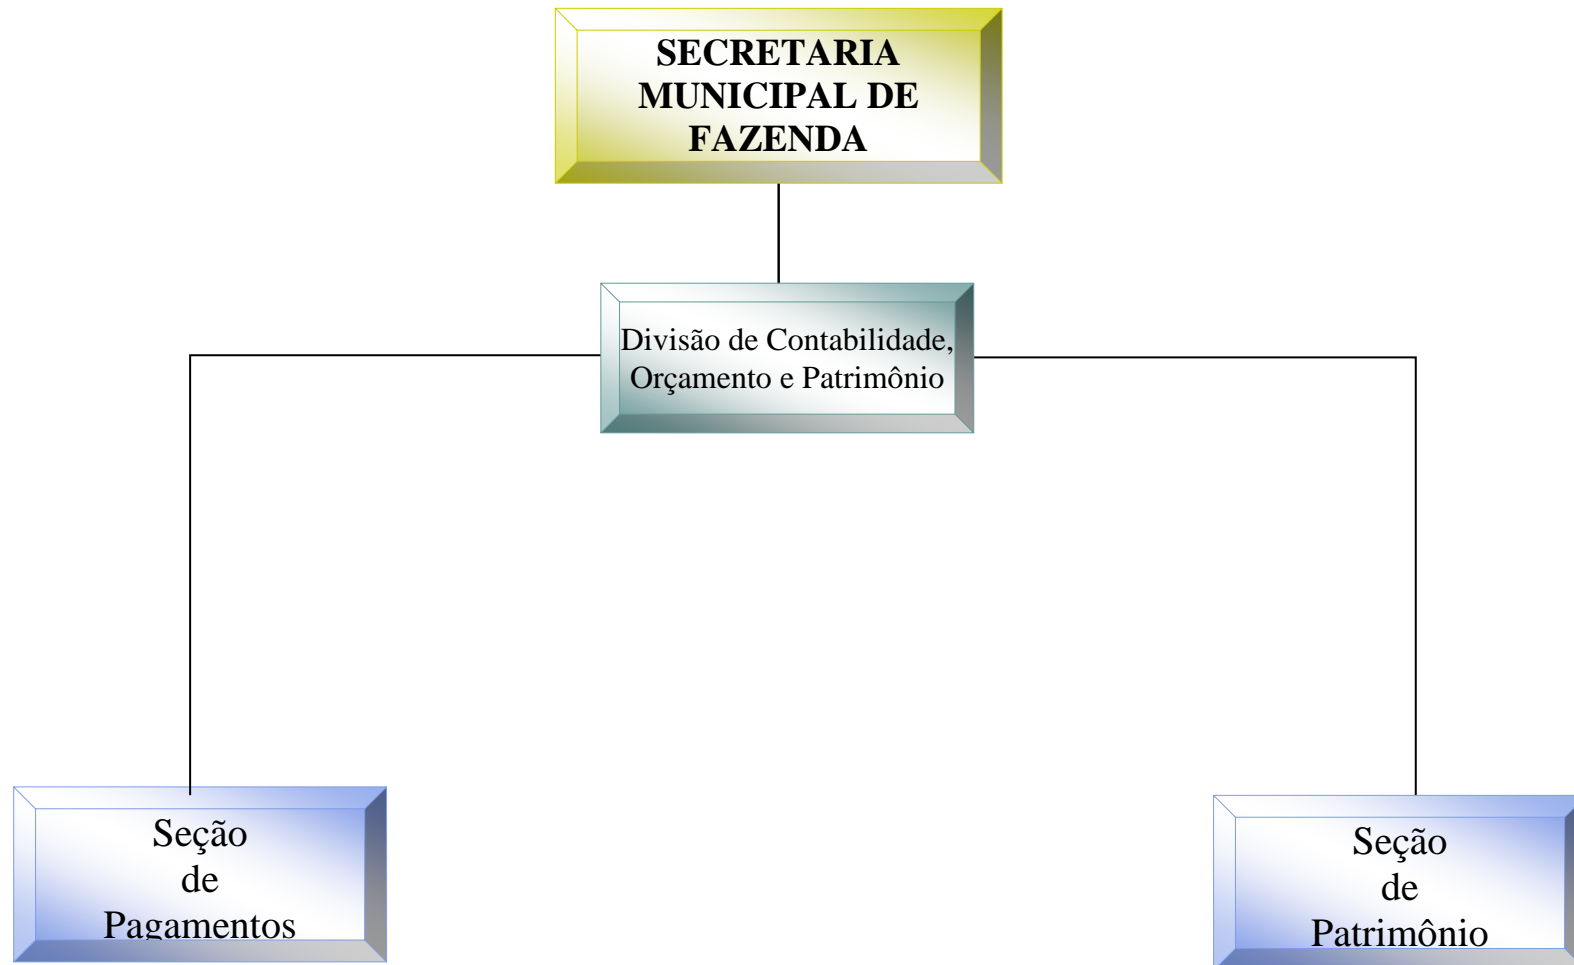 SECRETARIA
MUNICIPAL DE
FAZENDA
Divisão de Contabilidade,
Orçamento e Patrimônio
Seção
de
Pagamentos
Seção
de
Patrimônio